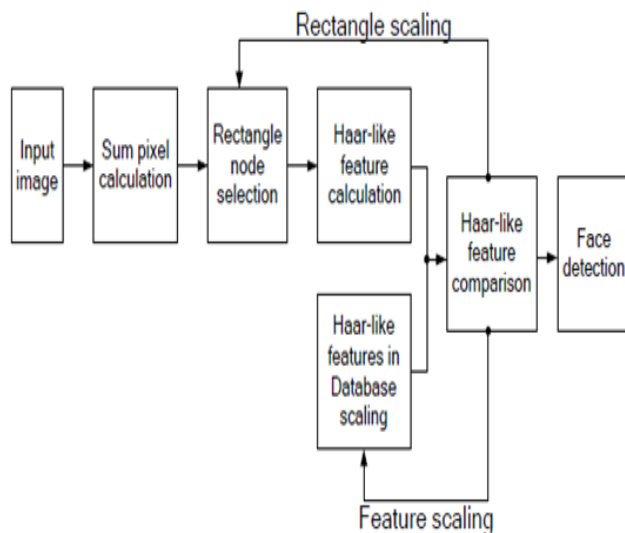 Rectangle scaling
Input
image
Sum pixel
calculation
Rectangle
node
selection
Haar-like
feature
calculation
Haar-like
feature
comparison
Face
detection
Haar-like
features in
Database
scaling
Feature scaling